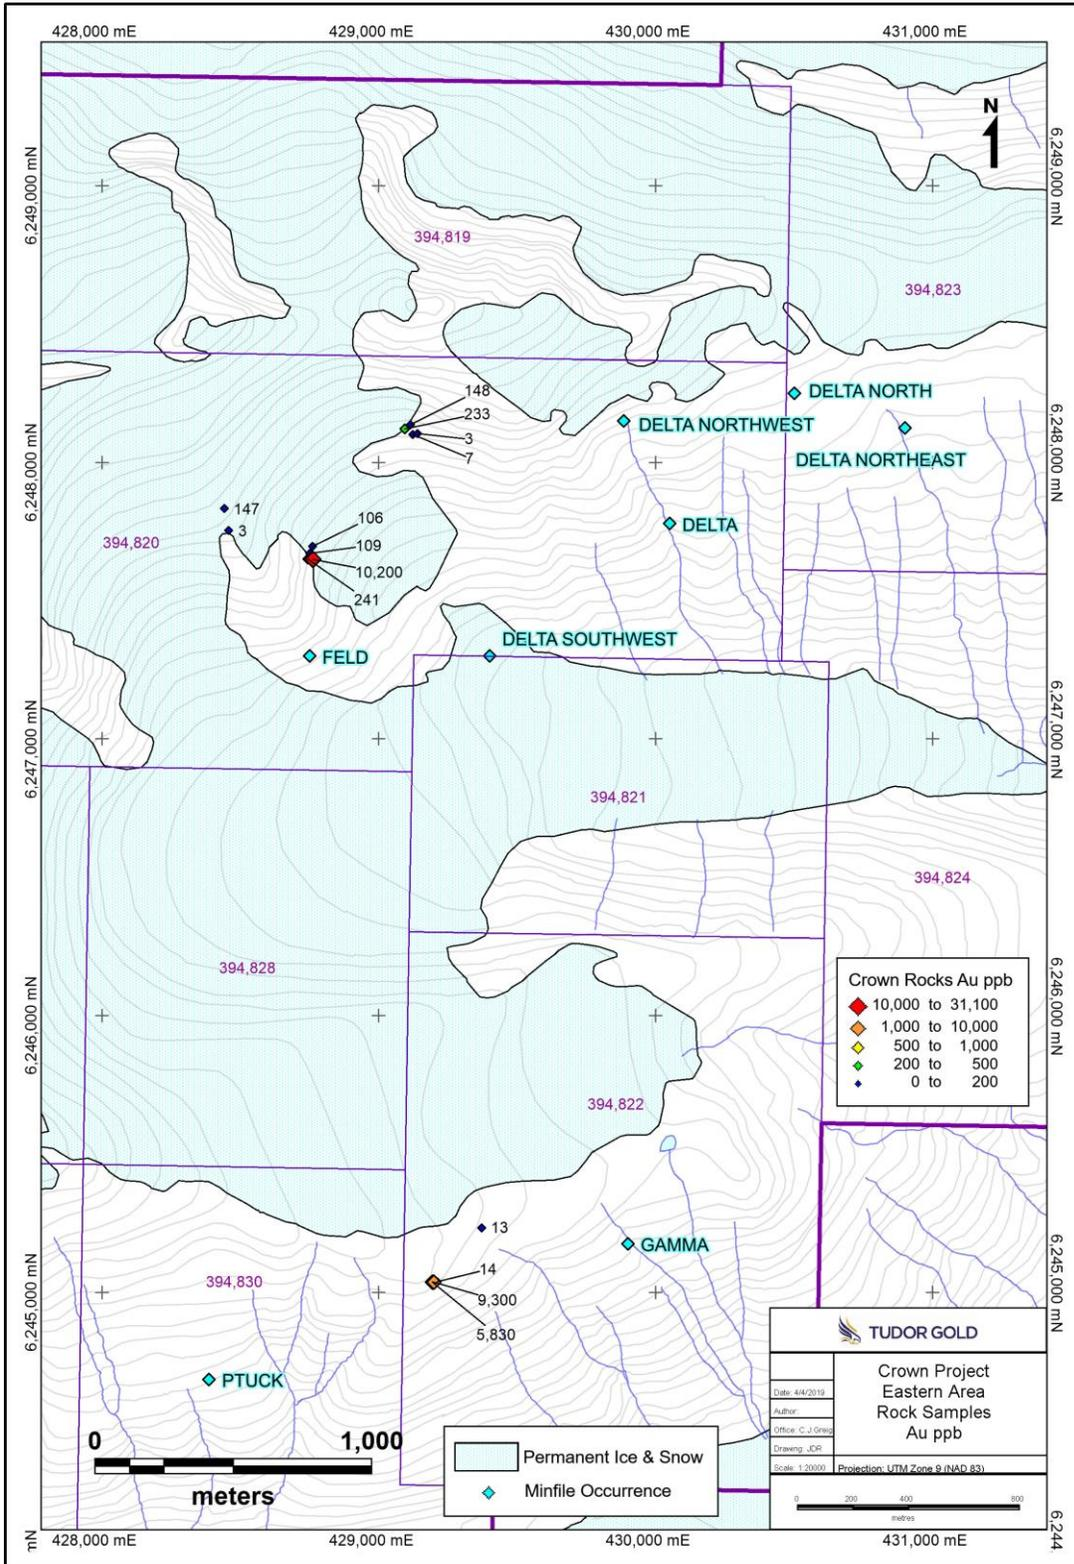 428,000 mE 429,000 mE 430,000 mE 431,000 mE
N
6,249,000 mN
6,249,000 mN
394,819
394,823
148
233
3
7
DELTA NORTH
DELTA NORTHWEST
DELTA NORTHEAST
6,248,000 mN
6,248,000 mN
147
3
394,820
106
109
10,200
241
DELTA
DELTA SOUTHWEST
FELD
6,247,000 mN
6,247,000 mN
394,821
394,824
394,828
6,246,000 mN
6,246,000 mN
Crown Rocks Au ppb
10,000 to 31,100
1,000 to 10,000
500 to 1,000
200 to 500
0 to 200
394,822
13
GAMMA
394,830
14
9,300
5,830
6,245,000 mN
6,245,000 mN
PTUCK
0 1,000
meters
Permanent Ice & Snow
Minfile Occurrence
TUDOR GOLD
Crown Project
Eastern Area
Rock Samples
Au ppb
Date: 4/4/2019
Author:
Office: C.J.Greig
Drawing: JDR
Scale: 1:20000
Projection: UTM Zone 9 (NAD 83)
0 200 400 800
metres
mN
6,244,
428,000 mE 429,000 mE 430,000 mE 431,000 mE